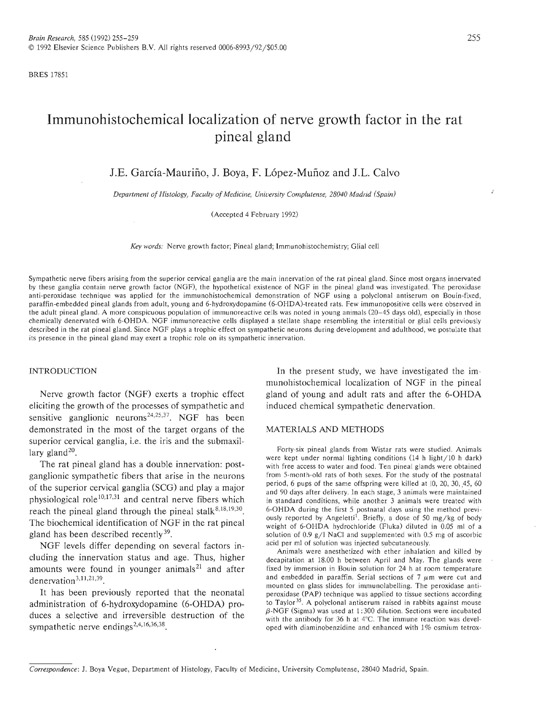 Brain Research, 585 (1992) 255–259
© 1992 Elsevier Science Publishers B.V. All rights reserved 0006-8993/92/$05.00
255
BRES 17851
Immunohistochemical localization of nerve growth factor in the rat
pineal gland
J.E. García-Mauriño, J. Boya, F. López-Muñoz and J.L. Calvo
Department of Histology, Faculty of Medicine, University Complutense, 28040 Madrid (Spain)
(Accepted 4 February 1992)
Key words: Nerve growth factor; Pineal gland; Immunohistochemistry; Glial cell
Sympathetic nerve fibers arising from the superior cervical ganglia are the main innervation of the rat pineal gland. Since most organs innervated
by these ganglia contain nerve growth factor (NGF), the hypothetical existence of NGF in the pineal gland was investigated. The peroxidase
anti-peroxidase technique was applied for the immunohistochemical demonstration of NGF using a polyclonal antiserum on Bouin-fixed,
paraffin-embedded pineal glands from adult, young and 6-hydroxydopamine (6-OHDA)-treated rats. Few immunopositive cells were observed in
the adult pineal gland. A more conspicuous population of immunoreactive cells was noted in young animals (20–45 days old), especially in those
chemically denervated with 6-OHDA. NGF immunoreactive cells displayed a stellate shape resembling the interstitial or glial cells previously
described in the rat pineal gland. Since NGF plays a trophic effect on sympathetic neurons during development and adulthood, we postulate that
its presence in the pineal gland may exert a trophic role on its sympathetic innervation.
INTRODUCTION
Nerve growth factor (NGF) exerts a trophic effect
eliciting the growth of the processes of sympathetic and
sensitive ganglionic neurons24,25,37. NGF has been
demonstrated in the most of the target organs of the
superior cervical ganglia, i.e. the iris and the submaxil-
lary gland20.
The rat pineal gland has a double innervation: post-
ganglionic sympathetic fibers that arise in the neurons
of the superior cervical ganglia (SCG) and play a major
physiological role10,17,31 and central nerve fibers which
reach the pineal gland through the pineal stalk8,18,19,30.
The biochemical identification of NGF in the rat pineal
gland has been described recently39.
NGF levels differ depending on several factors in-
cluding the innervation status and age. Thus, higher
amounts were found in younger animals21 and after
denervation3,11,21,39.
It has been previously reported that the neonatal
administration of 6-hydroxydopamine (6-OHDA) pro-
duces a selective and irreversible destruction of the
sympathetic nerve endings2,4,16,36,38.
In the present study, we have investigated the im-
munohistochemical localization of NGF in the pineal
gland of young and adult rats and after the 6-OHDA
induced chemical sympathetic denervation.
MATERIALS AND METHODS
Forty-six pineal glands from Wistar rats were studied. Animals
were kept under normal lighting conditions (14 h light/10 h dark)
with free access to water and food. Ten pineal glands were obtained
from 5-month-old rats of both sexes. For the study of the postnatal
period, 6 pups of the same offspring were killed at 10, 20, 30, 45, 60
and 90 days after delivery. In each stage, 3 animals were maintained
in standard conditions, while another 3 animals were treated with
6-OHDA during the first 5 postnatal days using the method previ-
ously reported by Angeletti1. Briefly, a dose of 50 mg/kg of body
weight of 6-OHDA hydrochloride (Fluka) diluted in 0.05 ml of a
solution of 0.9 g/l NaCl and supplemented with 0.5 mg of ascorbic
acid per ml of solution was injected subcutaneously.
Animals were anesthetized with ether inhalation and killed by
decapitation at 18.00 h between April and May. The glands were
fixed by immersion in Bouin solution for 24 h at room temperature
and embedded in paraffin. Serial sections of 7 μm were cut and
mounted on glass slides for immunolabelling. The peroxidase anti-
peroxidase (PAP) technique was applied to tissue sections according
to Taylor35. A polyclonal antiserum raised in rabbits against mouse
β-NGF (Sigma) was used at 1:300 dilution. Sections were incubated
with the antibody for 36 h at 4°C. The immune reaction was devel-
oped with diaminobenzidine and enhanced with 1% osmium tetrox-
Correspondence: J. Boya Vegue, Department of Histology, Faculty of Medicine, University Complutense, 28040 Madrid, Spain.